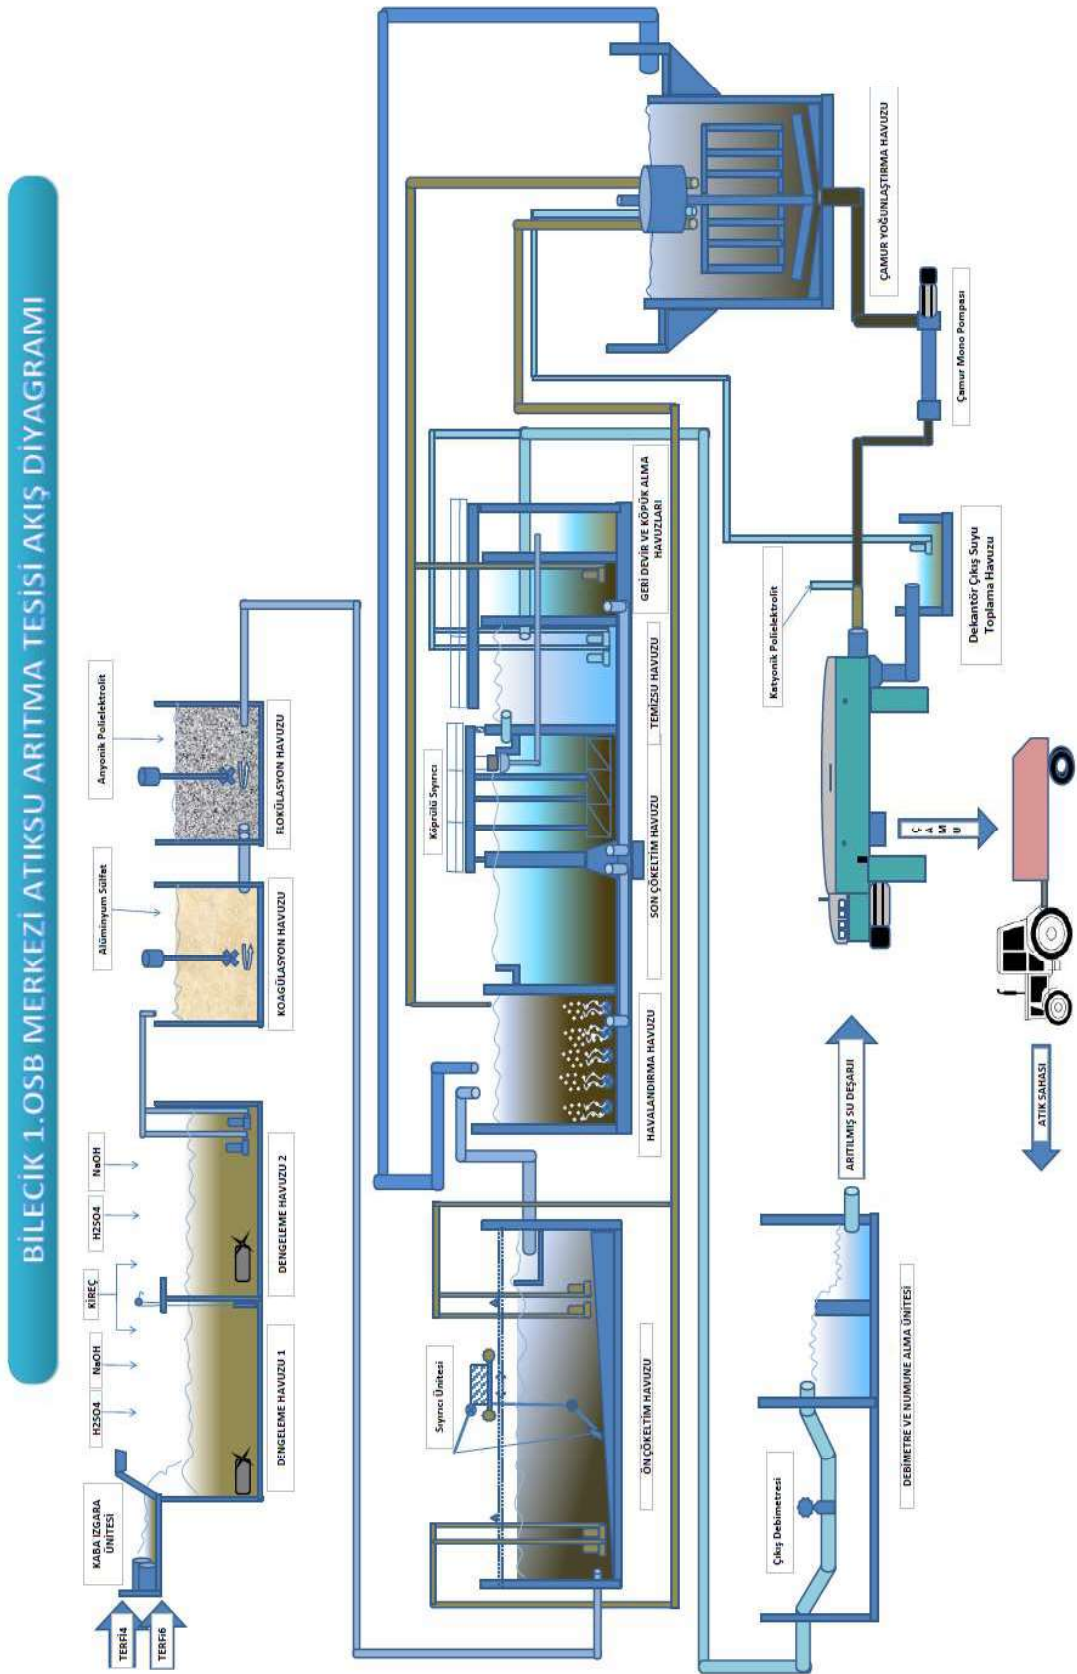 BİLECİK 1.OSB MERKEZİ ATIKSU ARITMA TESİSİ AKIŞ DİYAGRAMI
TERFİ4
TERFİ6
KABA IZGARA
ÜNİTESİ
H2SO4
NaOH
KİREÇ
H2SO4
NaOH
Alüminyum Sülfat
Anyonik Polielektrolit
DENGELEME HAVUZU 1
DENGELEME HAVUZU 2
KOAGÜLASYON HAVUZU
FLOKÜLASYON HAVUZU
Sıyırıcı Ünitesi
Köprülü Sıyırıcı
ÖN ÇÖKELTİM HAVUZU
HAVALANDIRMA HAVUZU
SON ÇÖKELTİM HAVUZU
TEMİZSU HAVUZU
GERİ DEVİR VE KÖPÜK ALMA
HAVUZLARI
ÇAMUR YOĞUNLAŞTIRMA HAVUZU
Çamur Mono Pompası
Katyonik Polielektrolit
Dekantör Çıkış Suyu
Toplama Havuzu
Çıkış Debimetresi
DEBİMETRE VE NUMUNE ALMA ÜNİTESİ
ARITILMIŞ SU DEŞARJI
Ç
A
M
U
ATIK SAHASI